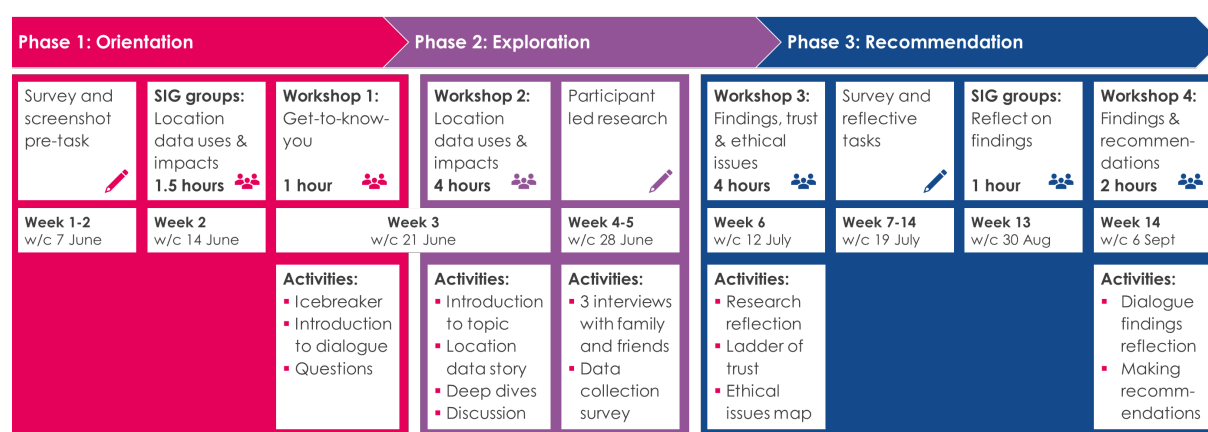 Phase 1: Orientation
Phase 2: Exploration
Phase 3: Recommendation
Survey and
screenshot
pre-task
SIG groups:
Location
data uses &
impacts
1.5 hours
Workshop 1:
Get-to-know-
you
1 hour
Workshop 2:
Location
data uses &
impacts
4 hours
Participant
led research
Workshop 3:
Findings, trust
& ethical
issues
4 hours
Survey and
reflective
tasks
SIG groups:
Reflect on
findings
1 hour
Workshop 4:
Findings &
recommen-
dations
2 hours
Week 1-2
w/c 7 June
Week 2
w/c 14 June
Week 3
w/c 21 June
Week 4-5
w/c 28 June
Week 6
w/c 12 July
Week 7-14
w/c 19 July
Week 13
w/c 30 Aug
Week 14
w/c 6 Sept
Activities:
▪ Icebreaker
▪ Introduction
to dialogue
▪ Questions
Activities:
▪ Introduction
to topic
▪ Location
data story
▪ Deep dives
▪ Discussion
Activities:
▪ 3 interviews
with family
and friends
▪ Data
collection
survey
Activities:
▪ Research
reflection
▪ Ladder of
trust
▪ Ethical
issues map
Activities:
▪ Dialogue
findings
reflection
▪ Making
recomm-
endations